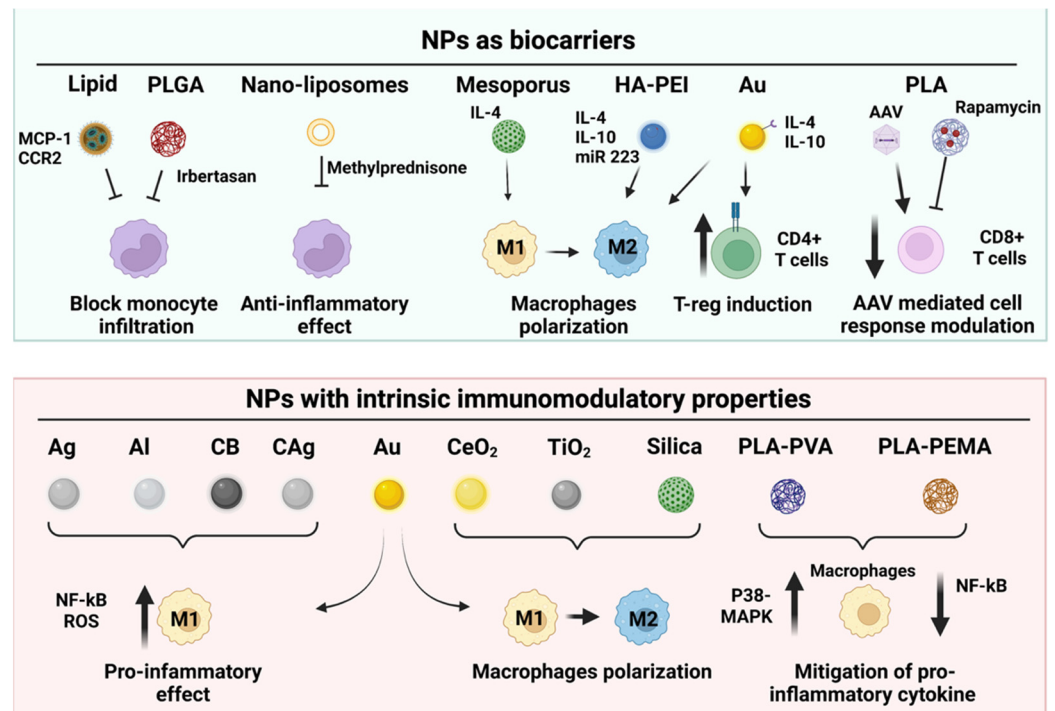 NPs as biocarriers
Lipid PLGA Nano-liposomes Mesoporus HA-PEI Au PLA
MCP-1
CCR2
Irbertasan
Methylprednisone
IL-4
IL-4
IL-10
miR 223
IL-4
IL-10
AAV
Rapamycin
M1
M2
CD4+
T cells
CD8+
T cells
Block monocyte
infiltration
Anti-inflammatory
effect
Macrophages
polarization
T-reg induction
AAV mediated cell
response modulation
NPs with intrinsic immunomodulatory properties
Ag Al CB CAg Au CeO₂ TiO₂ Silica PLA-PVA PLA-PEMA
NF-kB
ROS
M1
M1
M2
P38-
MAPK
Macrophages
NF-kB
Pro-infammatory
effect
Macrophages polarization
Mitigation of pro-
inflammatory cytokine